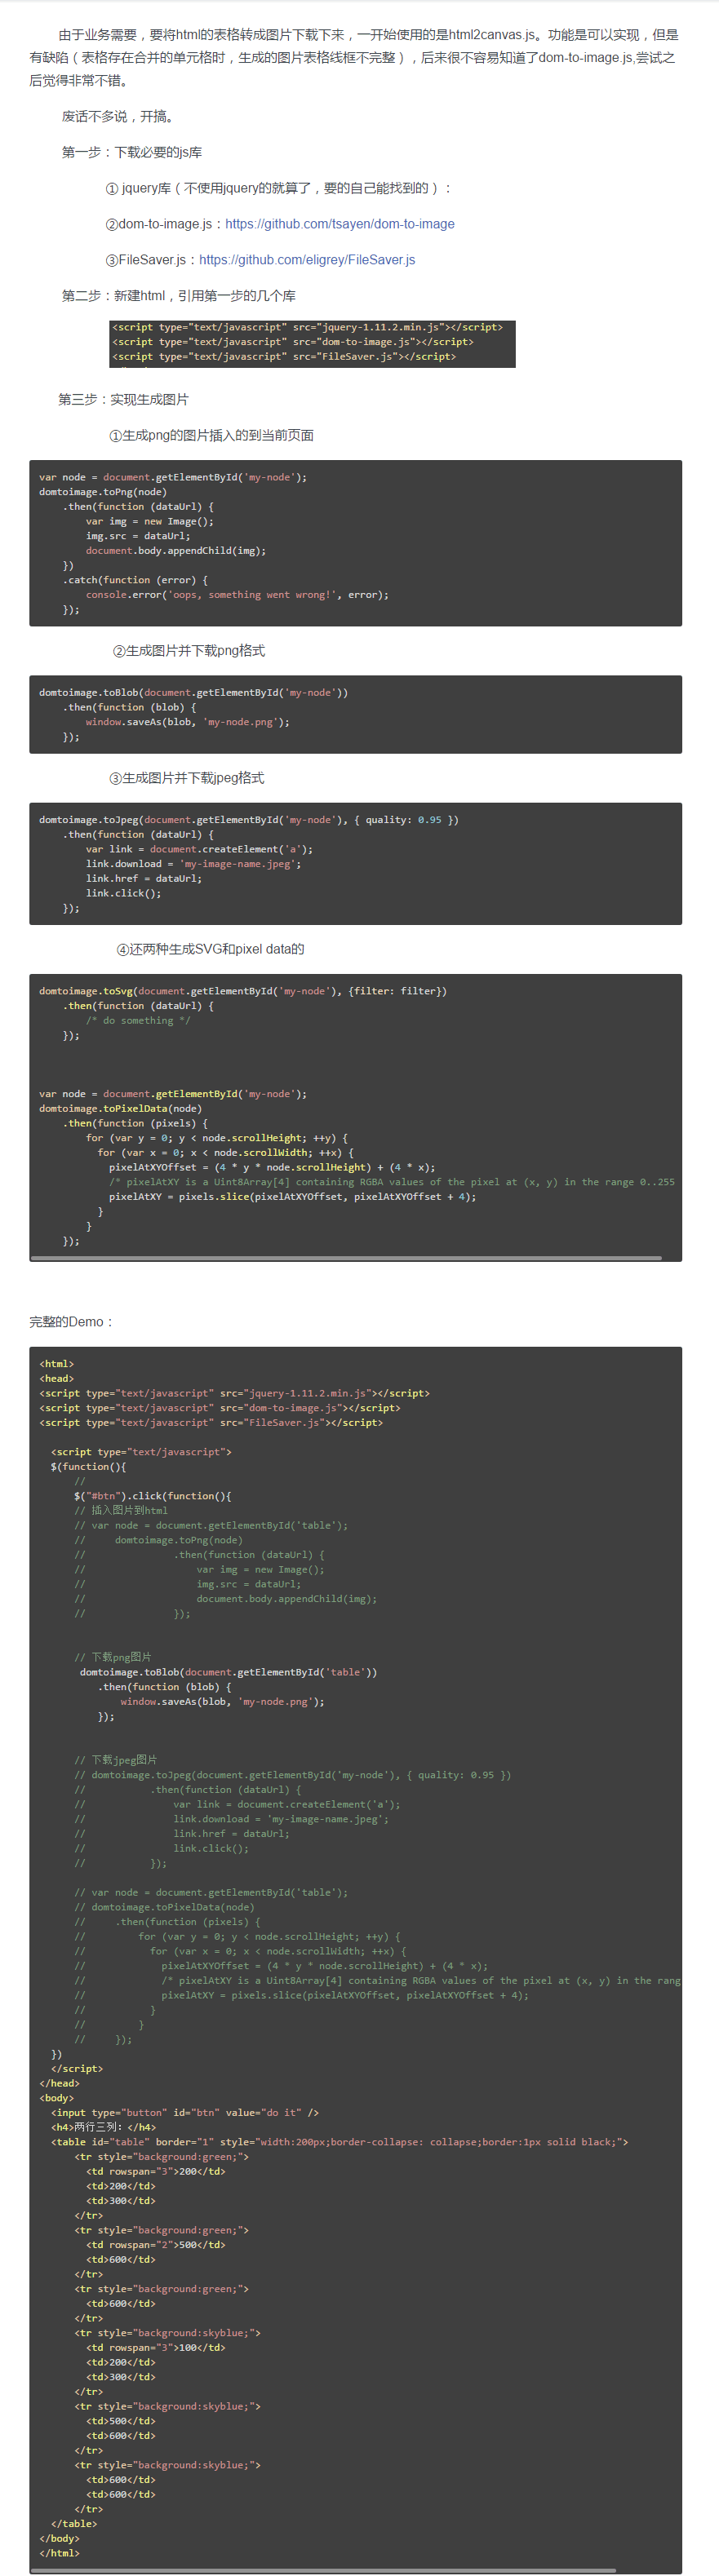 由于业务需要，要将html的表格转成图片下载下来，一开始使用的是html2canvas.js。功能是可以实现，但是
有缺陷（表格存在合并的单元格时，生成的图片表格线框不完整），后来很不容易知道了dom-to-image.js,尝试之
后觉得非常不错。
废话不多说，开搞。
第一步：下载必要的js库
① jquery库（不使用jquery的就算了，要的自己能找到的）：
②dom-to-image.js：https://github.com/tsayen/dom-to-image
③FileSaver.js：https://github.com/eligrey/FileSaver.js
第二步：新建html，引用第一步的几个库
<script type="text/javascript" src="jquery-1.11.2.min.js"></script>
<script type="text/javascript" src="dom-to-image.js"></script>
<script type="text/javascript" src="FileSaver.js"></script>
第三步：实现生成图片
①生成png的图片插入的到当前页面
var node = document.getElementById('my-node');
domtoimage.toPng(node)
    .then(function (dataUrl) {
        var img = new Image();
        img.src = dataUrl;
        document.body.appendChild(img);
    })
    .catch(function (error) {
        console.error('oops, something went wrong!', error);
    });
②生成图片并下载png格式
domtoimage.toBlob(document.getElementById('my-node'))
    .then(function (blob) {
        window.saveAs(blob, 'my-node.png');
    });
③生成图片并下载jpeg格式
domtoimage.toJpeg(document.getElementById('my-node'), { quality: 0.95 })
    .then(function (dataUrl) {
        var link = document.createElement('a');
        link.download = 'my-image-name.jpeg';
        link.href = dataUrl;
        link.click();
    });
④还两种生成SVG和pixel data的
domtoimage.toSvg(document.getElementById('my-node'), {filter: filter})
    .then(function (dataUrl) {
        /* do something */
    });
var node = document.getElementById('my-node');
domtoimage.toPixelData(node)
    .then(function (pixels) {
        for (var y = 0; y < node.scrollHeight; ++y) {
          for (var x = 0; x < node.scrollWidth; ++x) {
            pixelAtXYOffset = (4 * y * node.scrollHeight) + (4 * x);
            /* pixelAtXY is a Uint8Array[4] containing RGBA values of the pixel at (x, y) in the range 0..255
            pixelAtXY = pixels.slice(pixelAtXYOffset, pixelAtXYOffset + 4);
          }
        }
    });
完整的Demo：
<html>
<head>
<script type="text/javascript" src="jquery-1.11.2.min.js"></script>
<script type="text/javascript" src="dom-to-image.js"></script>
<script type="text/javascript" src="FileSaver.js"></script>
  <script type="text/javascript">
  $(function(){
      //
      $("#btn").click(function(){
      // 插入图片到html
      // var node = document.getElementById('table');
      //     domtoimage.toPng(node)
      //               .then(function (dataUrl) {
      //                   var img = new Image();
      //                   img.src = dataUrl;
      //                   document.body.appendChild(img);
      //               });
      // 下载png图片
       domtoimage.toBlob(document.getElementById('table'))
          .then(function (blob) {
              window.saveAs(blob, 'my-node.png');
          });
      // 下载jpeg图片
      // domtoimage.toJpeg(document.getElementById('my-node'), { quality: 0.95 })
      //           .then(function (dataUrl) {
      //               var link = document.createElement('a');
      //               link.download = 'my-image-name.jpeg';
      //               link.href = dataUrl;
      //               link.click();
      //           });
      // var node = document.getElementById('table');
      // domtoimage.toPixelData(node)
      //     .then(function (pixels) {
      //         for (var y = 0; y < node.scrollHeight; ++y) {
      //           for (var x = 0; x < node.scrollWidth; ++x) {
      //             pixelAtXYOffset = (4 * y * node.scrollHeight) + (4 * x);
      //             /* pixelAtXY is a Uint8Array[4] containing RGBA values of the pixel at (x, y) in the rang
      //             pixelAtXY = pixels.slice(pixelAtXYOffset, pixelAtXYOffset + 4);
      //           }
      //         }
      //     });
  })
  </script>
</head>
<body>
  <input type="button" id="btn" value="do it" />
  <h4>两行三列：</h4>
  <table id="table" border="1" style="width:200px;border-collapse: collapse;border:1px solid black;">
      <tr style="background:green;">
        <td rowspan="3">200</td>
        <td>200</td>
        <td>300</td>
      </tr>
      <tr style="background:green;">
        <td rowspan="2">500</td>
        <td>600</td>
      </tr>
      <tr style="background:green;">
        <td>600</td>
      </tr>
      <tr style="background:skyblue;">
        <td rowspan="3">100</td>
        <td>200</td>
        <td>300</td>
      </tr>
      <tr style="background:skyblue;">
        <td>500</td>
        <td>600</td>
      </tr>
      <tr style="background:skyblue;">
        <td>600</td>
        <td>600</td>
      </tr>
  </table>
</body>
</html>